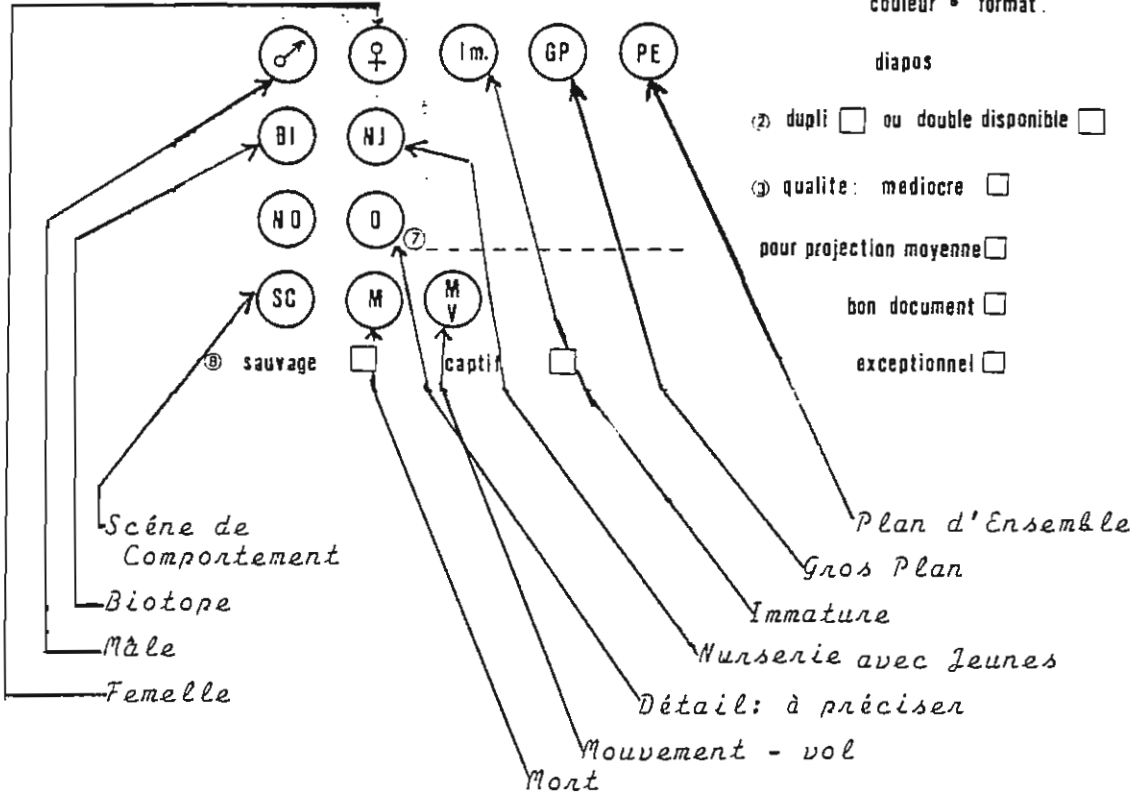 couleur * format :
♂ ♀ Im. GP PE
diapos
② dupli □ ou double disponible □
BI NJ
③ qualite : mediocre □
NO D
⑦
pour projection moyenne □
SC M MV
bon document □
⑧ sauvage □ captif □
exceptionnel □
Scéne de
Comportement
Plan d'Ensemble
Gros Plan
Biotope
Immature
Mâle
Nurserie avec Jeunes
Femelle
Détail: à préciser
Mouvement - vol
Mort